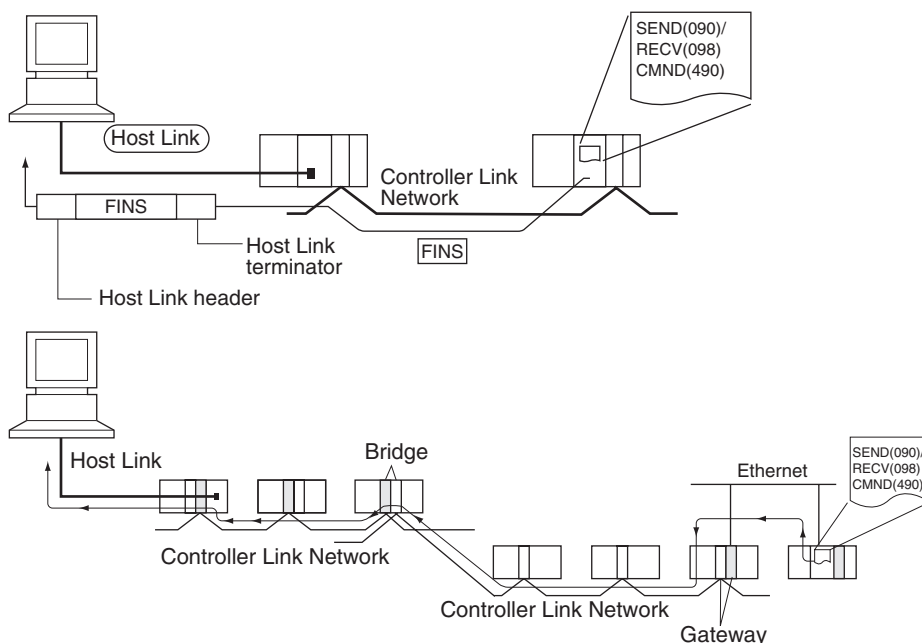 SEND(090)/
RECV(098)
CMND(490)
Host Link
Controller Link
Network
FINS
Host Link
terminator
FINS
Host Link header
Bridge
Host Link
Ethernet
SEND(090)/
RECV(098)
CMND(490)
Controller Link Network
Controller Link Network
Gateway